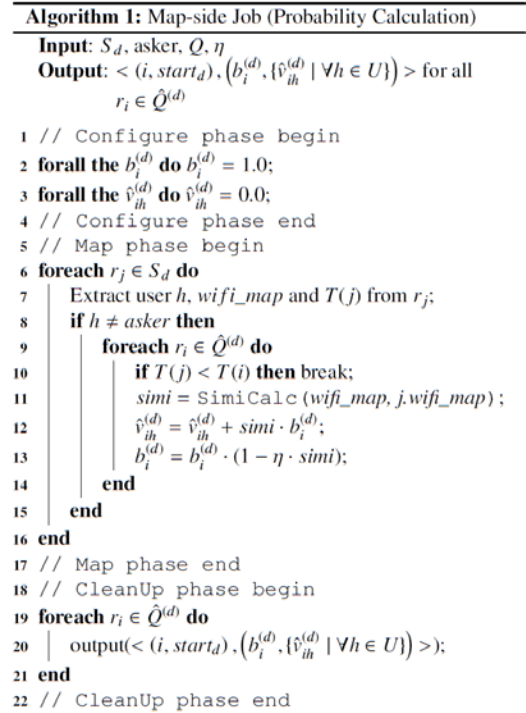 Algorithm 1: Map-side Job (Probability Calculation)
Input: S_d, asker, Q, η
Output: < (i, start_d), (b_i^(d), {v̂_ih^(d) | ∀h ∈ U}) > for all
r_i ∈ Q̂^(d)
1 // Configure phase begin
2 forall the b_i^(d) do b_i^(d) = 1.0;
3 forall the v̂_ih^(d) do v̂_ih^(d) = 0.0;
4 // Configure phase end
5 // Map phase begin
6 foreach r_j ∈ S_d do
7 Extract user h, wifi_map and T(j) from r_j;
8 if h ≠ asker then
9 foreach r_i ∈ Q̂^(d) do
10 if T(j) < T(i) then break;
11 simi = SimiCalc(wifi_map, j.wifi_map);
12 v̂_ih^(d) = v̂_ih^(d) + simi · b_i^(d);
13 b_i^(d) = b_i^(d) · (1 − η · simi);
14 end
15 end
16 end
17 // Map phase end
18 // CleanUp phase begin
19 foreach r_i ∈ Q̂^(d) do
20 output(< (i, start_d), (b_i^(d), {v̂_ih^(d) | ∀h ∈ U}) >);
21 end
22 // CleanUp phase end